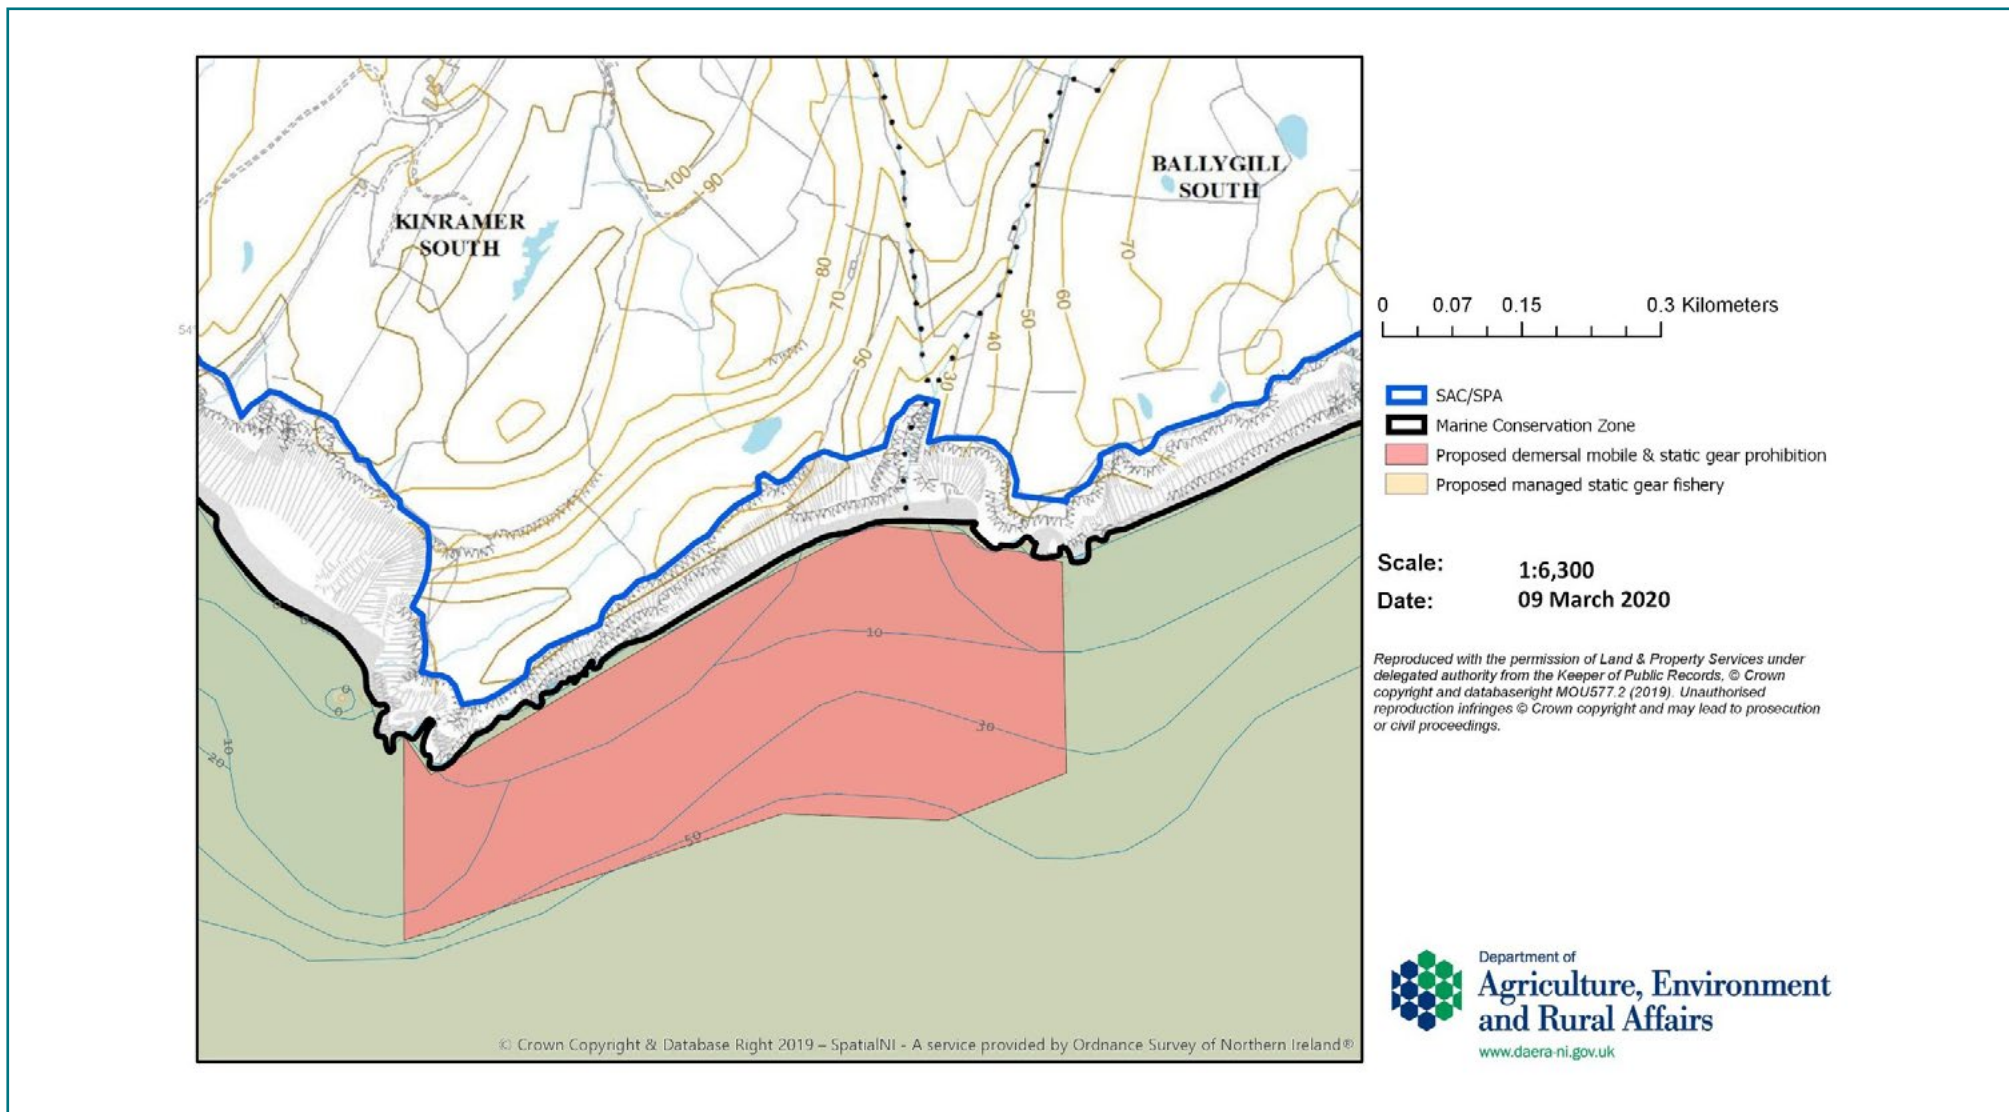 100
90
BALLYGILL
SOUTH
KINRAMER
SOUTH
80
70
70
60
50
40
30
50
54°
0
0
0
0
10
20
10
30
50
© Crown Copyright & Database Right 2019 – SpatialNI - A service provided by Ordnance Survey of Northern Ireland®
0 0.07 0.15 0.3 Kilometers
SAC/SPA
Marine Conservation Zone
Proposed demersal mobile & static gear prohibition
Proposed managed static gear fishery
Scale: 1:6,300
Date: 09 March 2020
Reproduced with the permission of Land & Property Services under
delegated authority from the Keeper of Public Records, © Crown
copyright and databaseright MOU577.2 (2019). Unauthorised
reproduction infringes © Crown copyright and may lead to prosecution
or civil proceedings.
Department of
Agriculture, Environment
and Rural Affairs
www.daera-ni.gov.uk